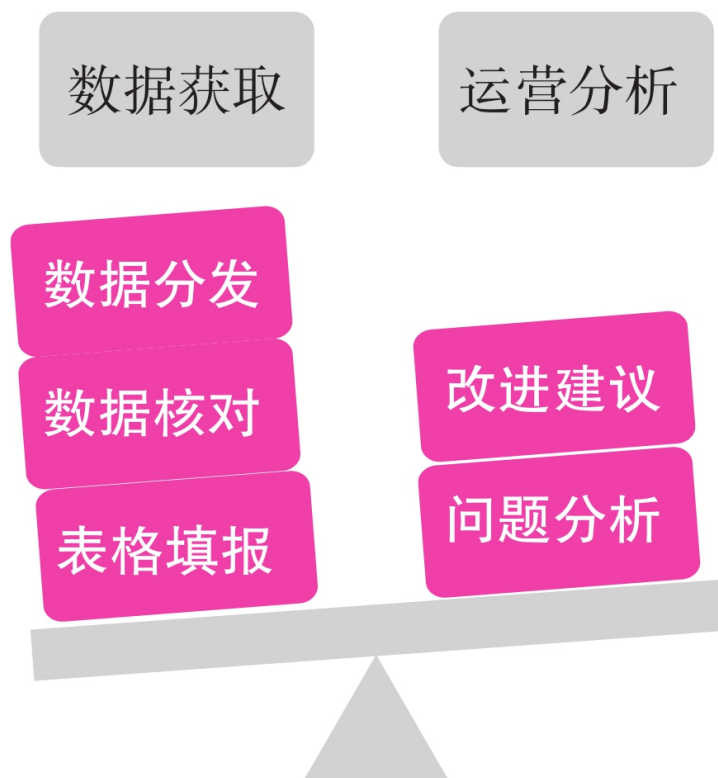 数据获取
运营分析
数据分发
数据核对
表格填报
改进建议
问题分析